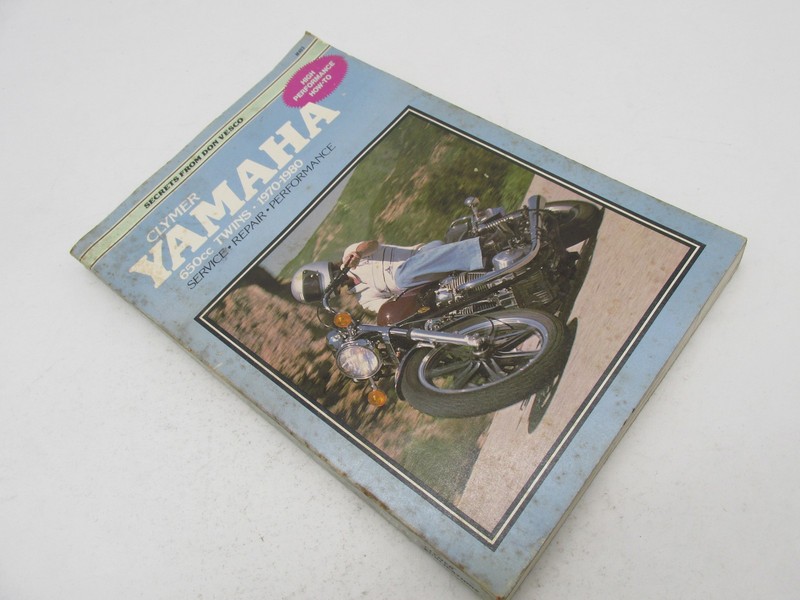 SECRETS FROM DON VESCO
HIGH
PERFORMANCE
HOW-TO
CLYMER
YAMAHA
650cc TWINS • 1970-1980
SERVICE • REPAIR • PERFORMANCE